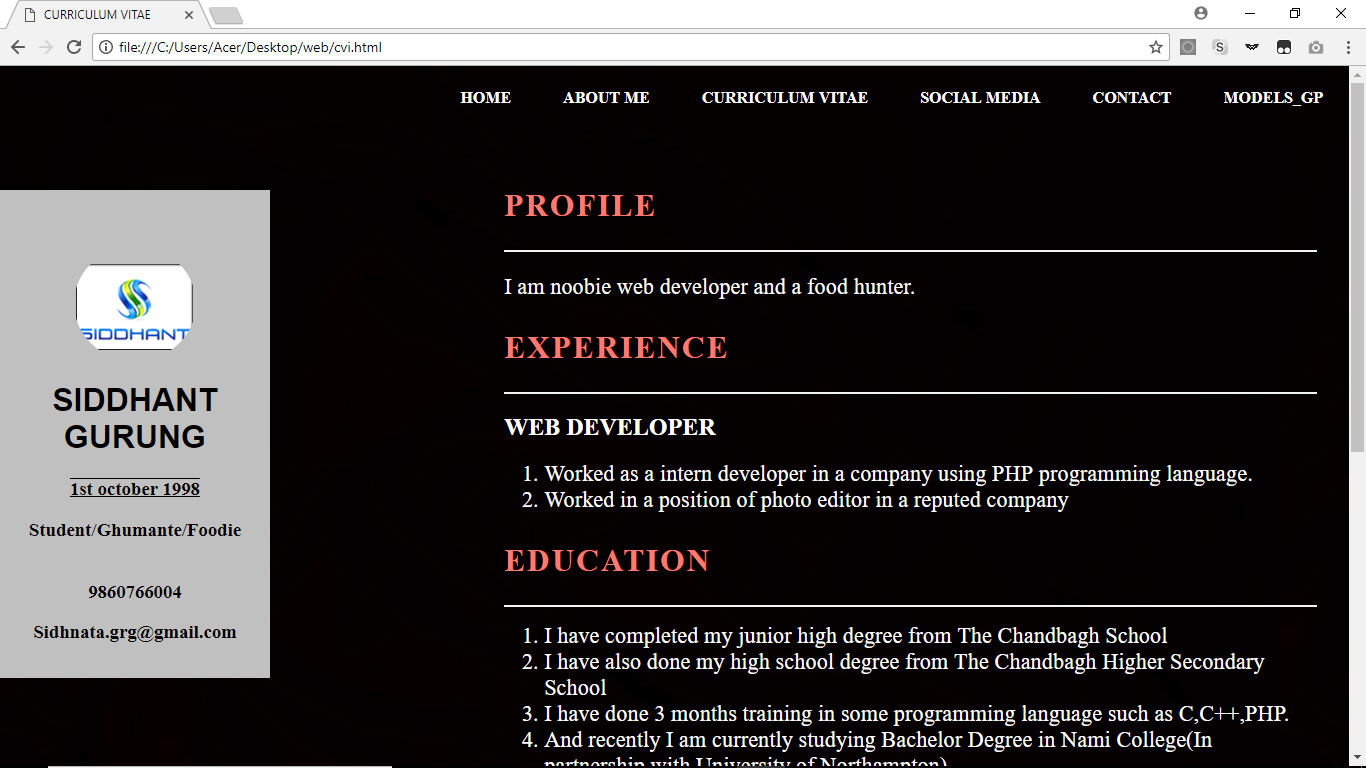 CURRICULUM VITAE
file:///C:/Users/Acer/Desktop/web/cvi.html
S
HOME ABOUT ME CURRICULUM VITAE SOCIAL MEDIA CONTACT MODELS_GP
SIDDHANT
SIDDHANT
GURUNG
1st october 1998
Student/Ghumante/Foodie
9860766004
Sidhnata.grg@gmail.com
PROFILE
I am noobie web developer and a food hunter.
EXPERIENCE
WEB DEVELOPER
1. Worked as a intern developer in a company using PHP programming language.
2. Worked in a position of photo editor in a reputed company
EDUCATION
1. I have completed my junior high degree from The Chandbagh School
2. I have also done my high school degree from The Chandbagh Higher Secondary
School
3. I have done 3 months training in some programming language such as C,C++,PHP.
4. And recently I am currently studying Bachelor Degree in Nami College(In
partnership with University of Northampton)